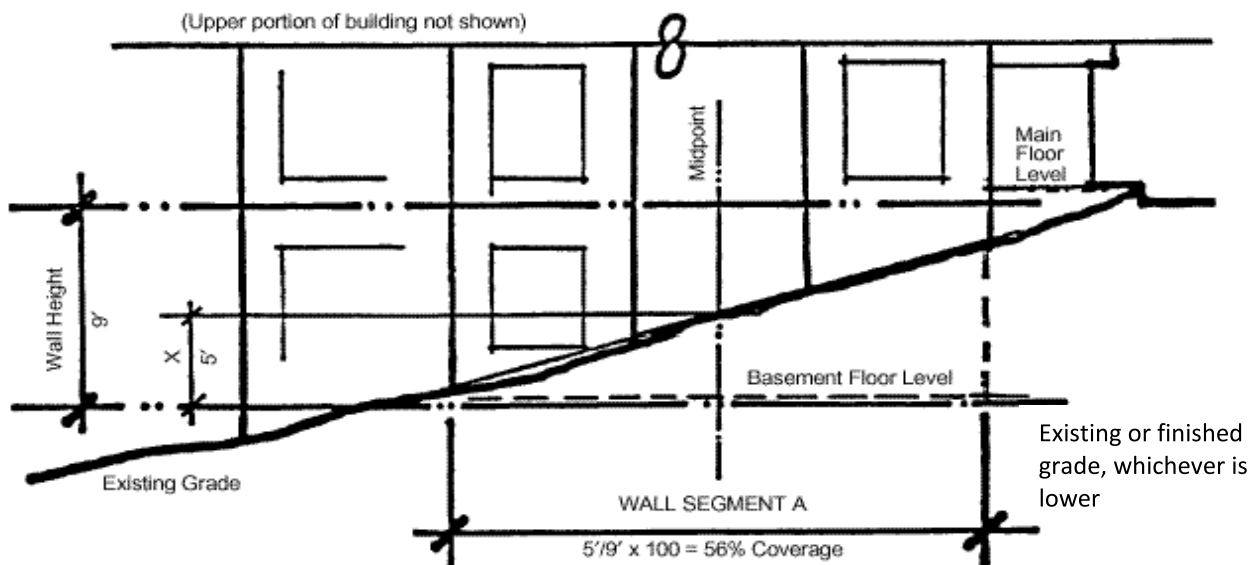 (Upper portion of building not shown)
8
Midpoint
Main
Floor
Level
Wall Height
9'
X
5'
Basement Floor Level
Existing or finished
grade, whichever is
lower
Existing Grade
WALL SEGMENT A
5'/9' x 100 = 56% Coverage